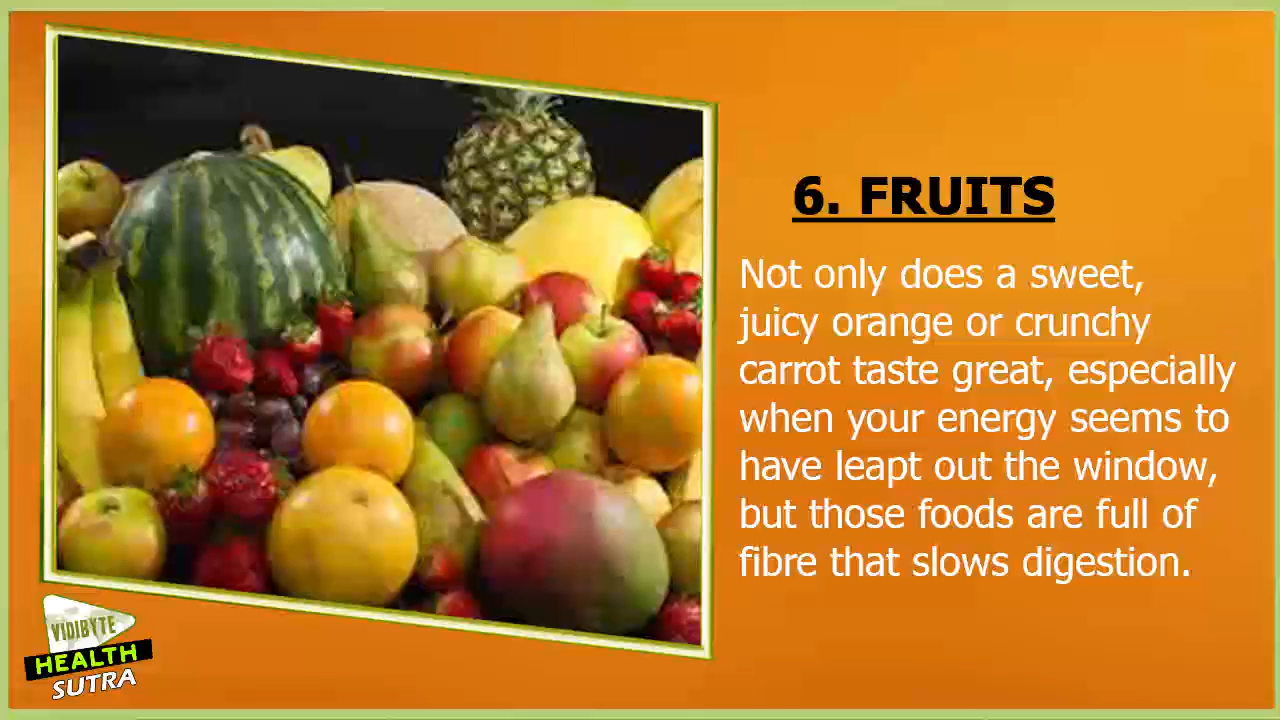 6. FRUITS
Not only does a sweet,
juicy orange or crunchy
carrot taste great, especially
when your energy seems to
have leapt out the window,
but those foods are full of
fibre that slows digestion.
VIDIBYTE
HEALTH
SUTRA